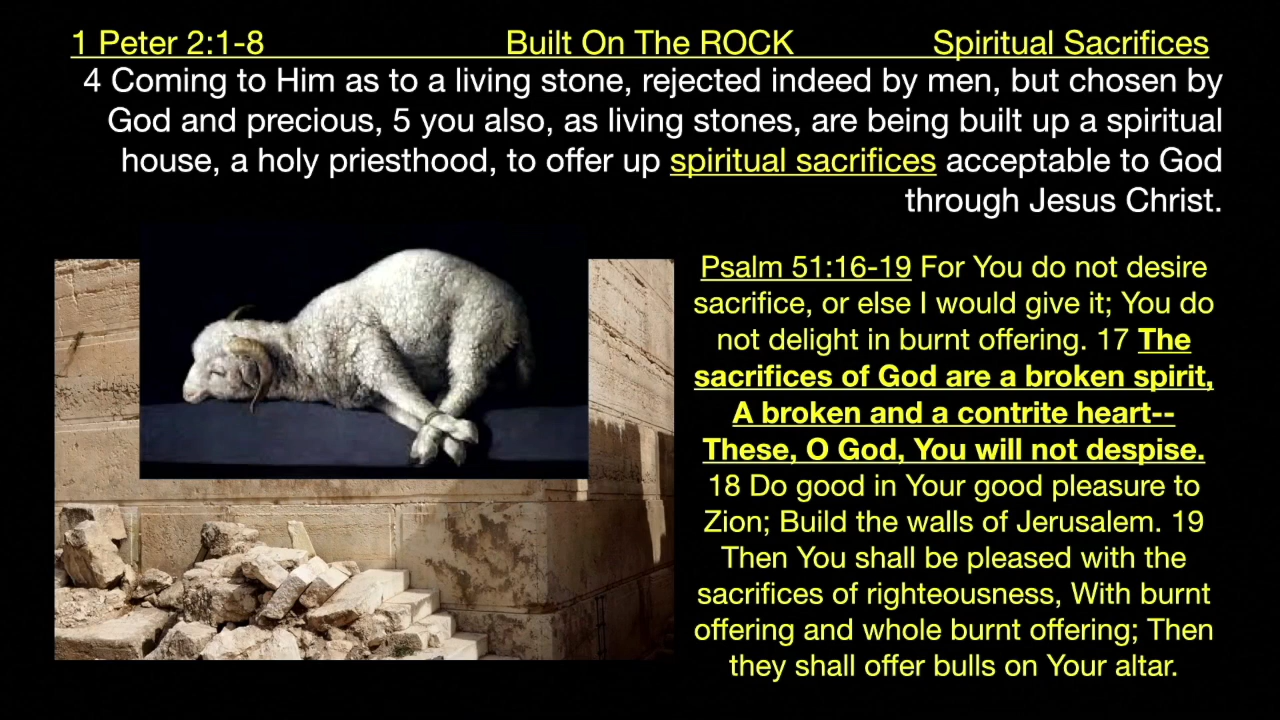 1 Peter 2:1-8 Built On The ROCK Spiritual Sacrifices
4 Coming to Him as to a living stone, rejected indeed by men, but chosen by
God and precious, 5 you also, as living stones, are being built up a spiritual
house, a holy priesthood, to offer up spiritual sacrifices acceptable to God
through Jesus Christ.
Psalm 51:16-19 For You do not desire
sacrifice, or else I would give it; You do
not delight in burnt offering. 17 The
sacrifices of God are a broken spirit,
A broken and a contrite heart--
These, O God, You will not despise.
18 Do good in Your good pleasure to
Zion; Build the walls of Jerusalem. 19
Then You shall be pleased with the
sacrifices of righteousness, With burnt
offering and whole burnt offering; Then
they shall offer bulls on Your altar.